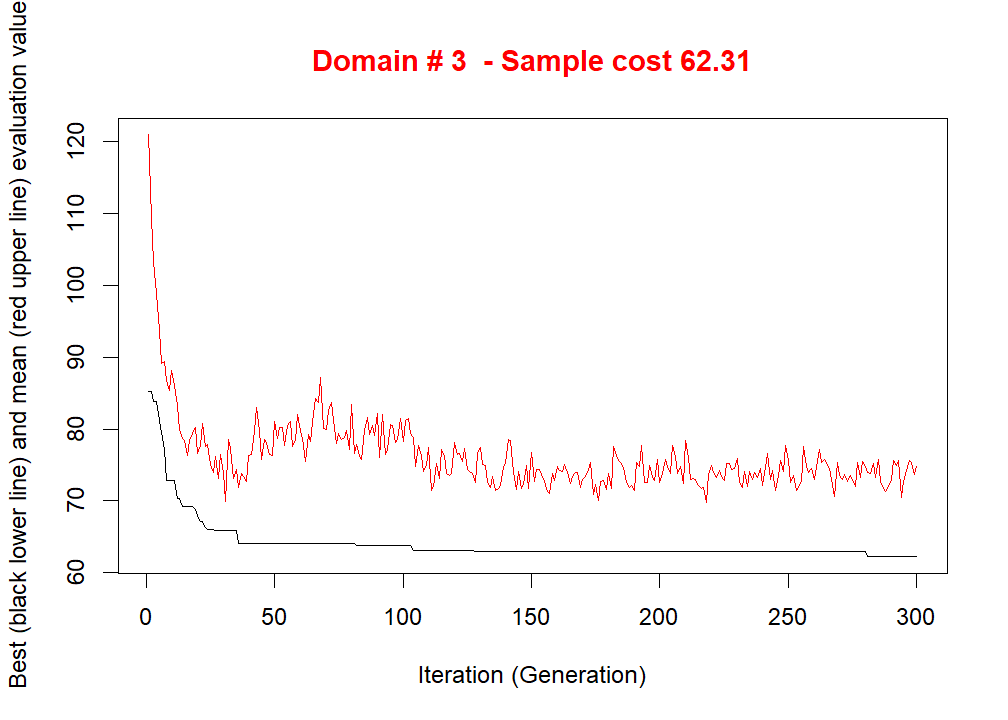 Domain # 3  - Sample cost 62.31
Best (black lower line) and mean (red upper line) evaluation value
120
110
100
90
80
70
60
0 50 100 150 200 250 300
Iteration (Generation)